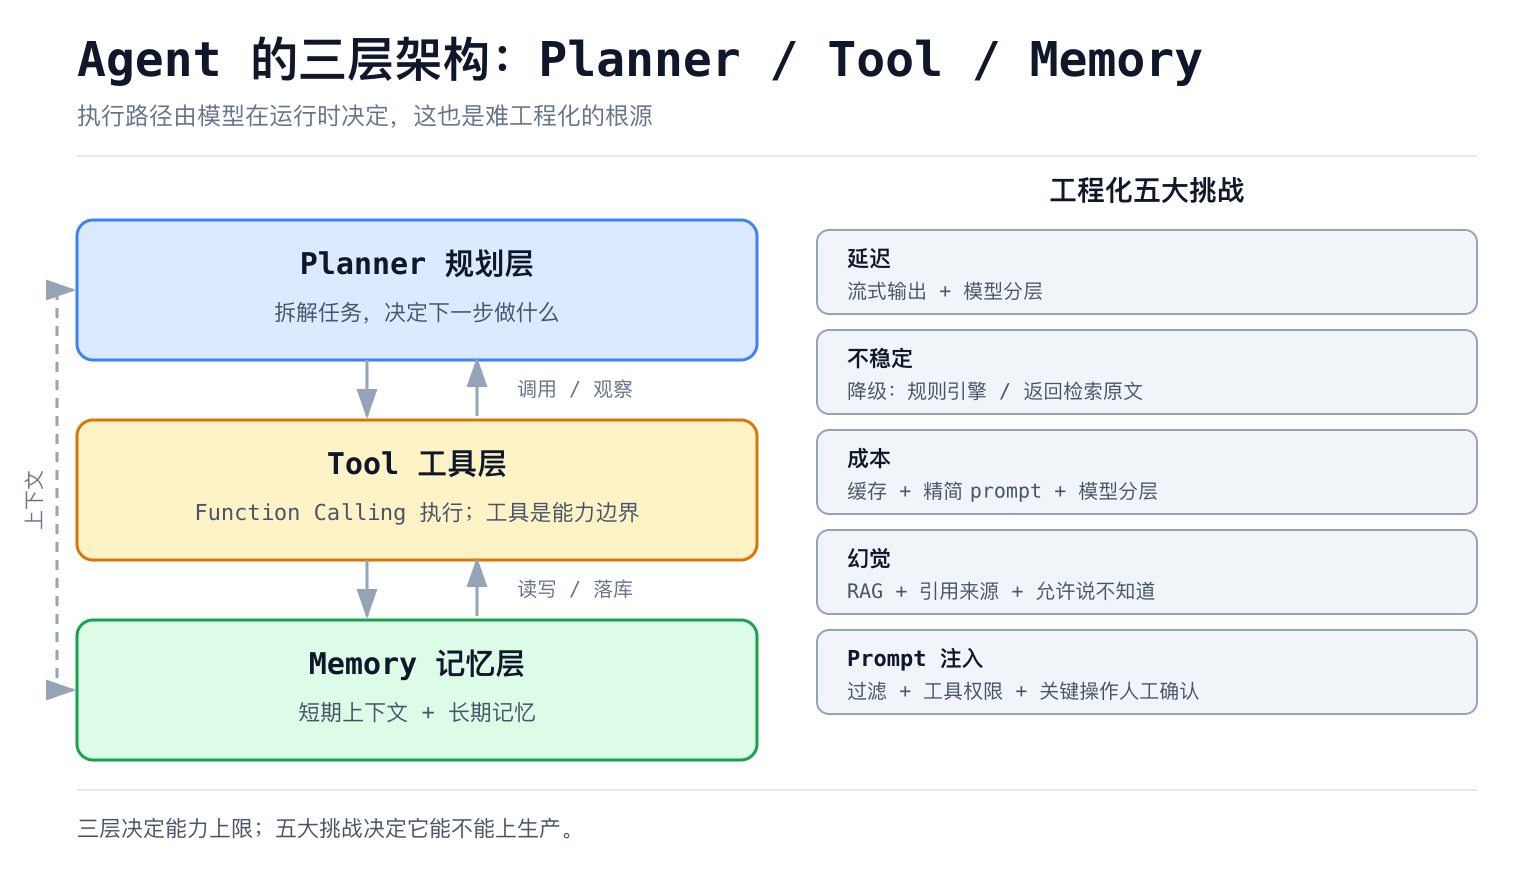 Agent 的三层架构：Planner / Tool / Memory
执行路径由模型在运行时决定，这也是难工程化的根源
Planner 规划层
拆解任务，决定下一步做什么
调用 / 观察
Tool 工具层
Function Calling 执行；工具是能力边界
读写 / 落库
Memory 记忆层
短期上下文 + 长期记忆
上下文
工程化五大挑战
延迟
流式输出 + 模型分层
不稳定
降级：规则引擎 / 返回检索原文
成本
缓存 + 精简 prompt + 模型分层
幻觉
RAG + 引用来源 + 允许说不知道
Prompt 注入
过滤 + 工具权限 + 关键操作人工确认
三层决定能力上限；五大挑战决定它能不能上生产。